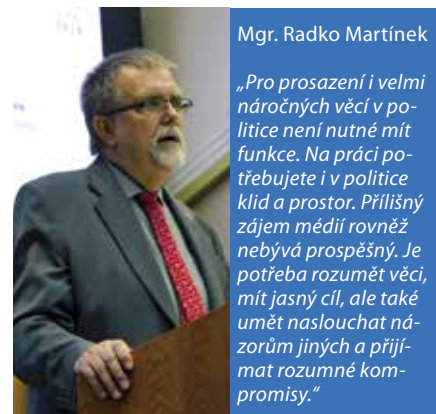 Mgr. Radko Martínek
„Pro prosazení i velmi
náročných věcí v po-
litice není nutné mít
funkce. Na práci po-
třebujete i v politice
klid a prostor. Přílišný
zájem médií rovněž
nebývá prospěšný. Je
potřeba rozumět věci,
mít jasný cíl, ale také
umět naslouchat ná-
zorům jiných a přijí-
mat rozumné kom-
promisy.“